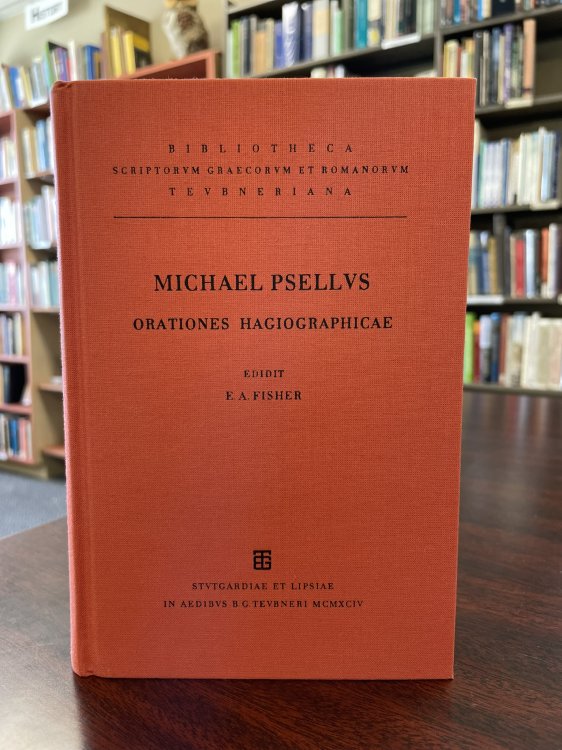 HISTORY
BIBLIOTHECA
SCRIPTORVM GRAECORVM ET ROMANORVM
TEVBNERIANA
MICHAEL PSELLVS
ORATIONES HAGIOGRAPHICAE
EDIDIT
E. A. FISHER
STVTGARDIAE ET LIPSIAE
IN AEDIBVS B. G. TEVBNERI MCMXCIV